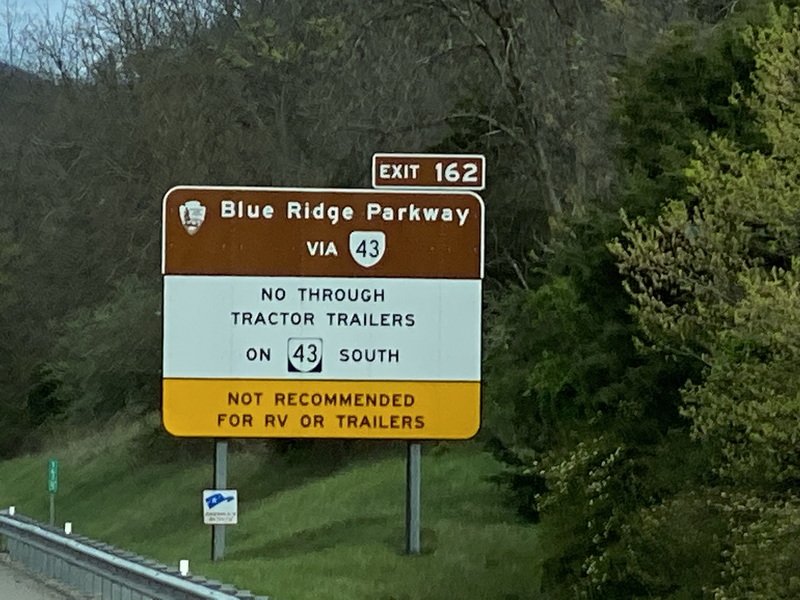 EXIT 162
Blue Ridge Parkway
VIA 43
NO THROUGH
TRACTOR TRAILERS
ON 43 SOUTH
NOT RECOMMENDED
FOR RV OR TRAILERS